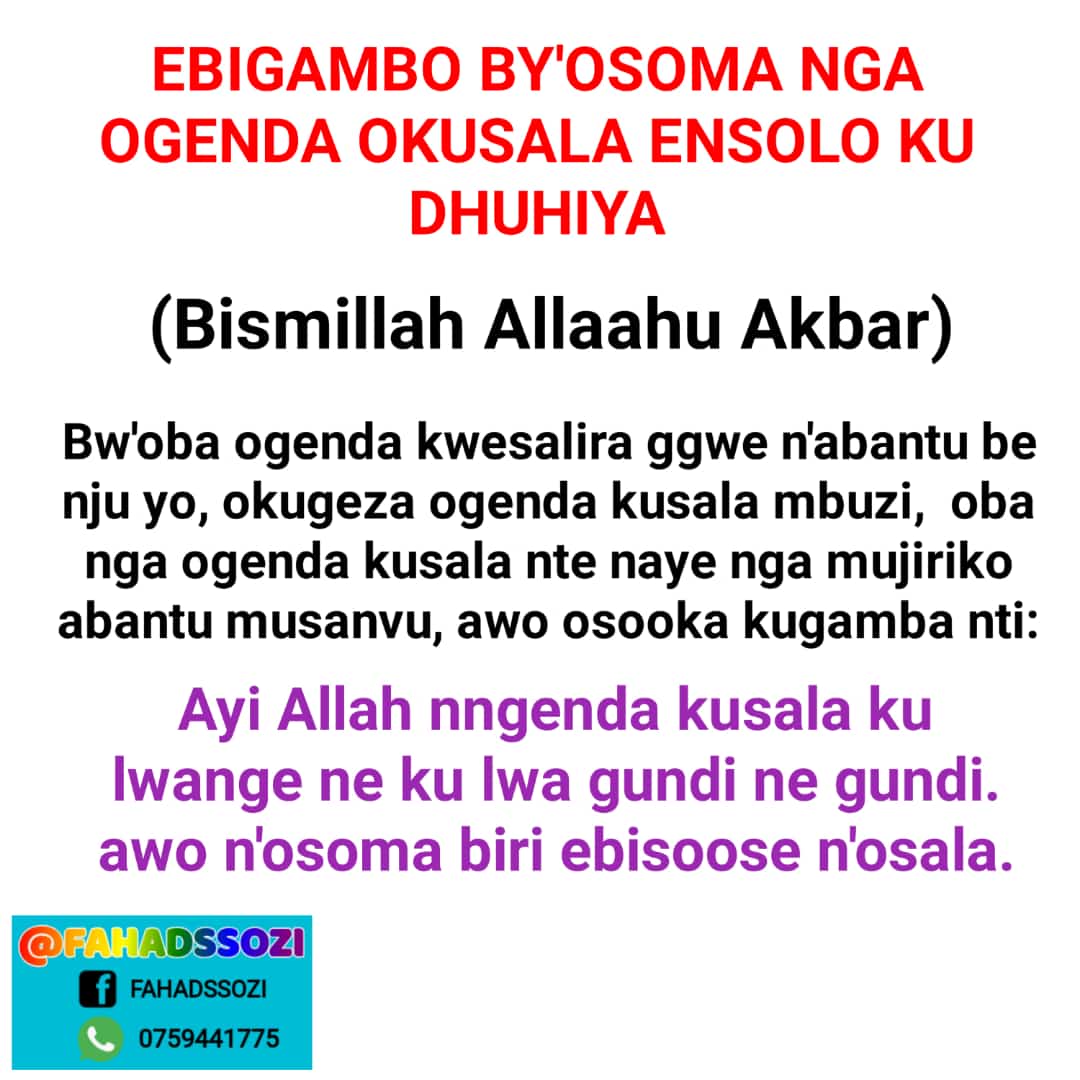 EBIGAMBO BY'OSOMA NGA
OGENDA OKUSALA ENSOLO KU
DHUHIYA
(Bismillah Allaahu Akbar)
Bw'oba ogenda kwesalira ggwe n'abantu be
nju yo, okugeza ogenda kusala mbuzi, oba
nga ogenda kusala nte naye nga mujiriko
abantu musanvu, awo osooka kugamba nti:
Ayi Allah nngenda kusala ku
lwange ne ku lwa gundi ne gundi.
awo n'osoma biri ebisoose n'osala.
@FAHADSSOZI
FAHADSSOZI
0759441775